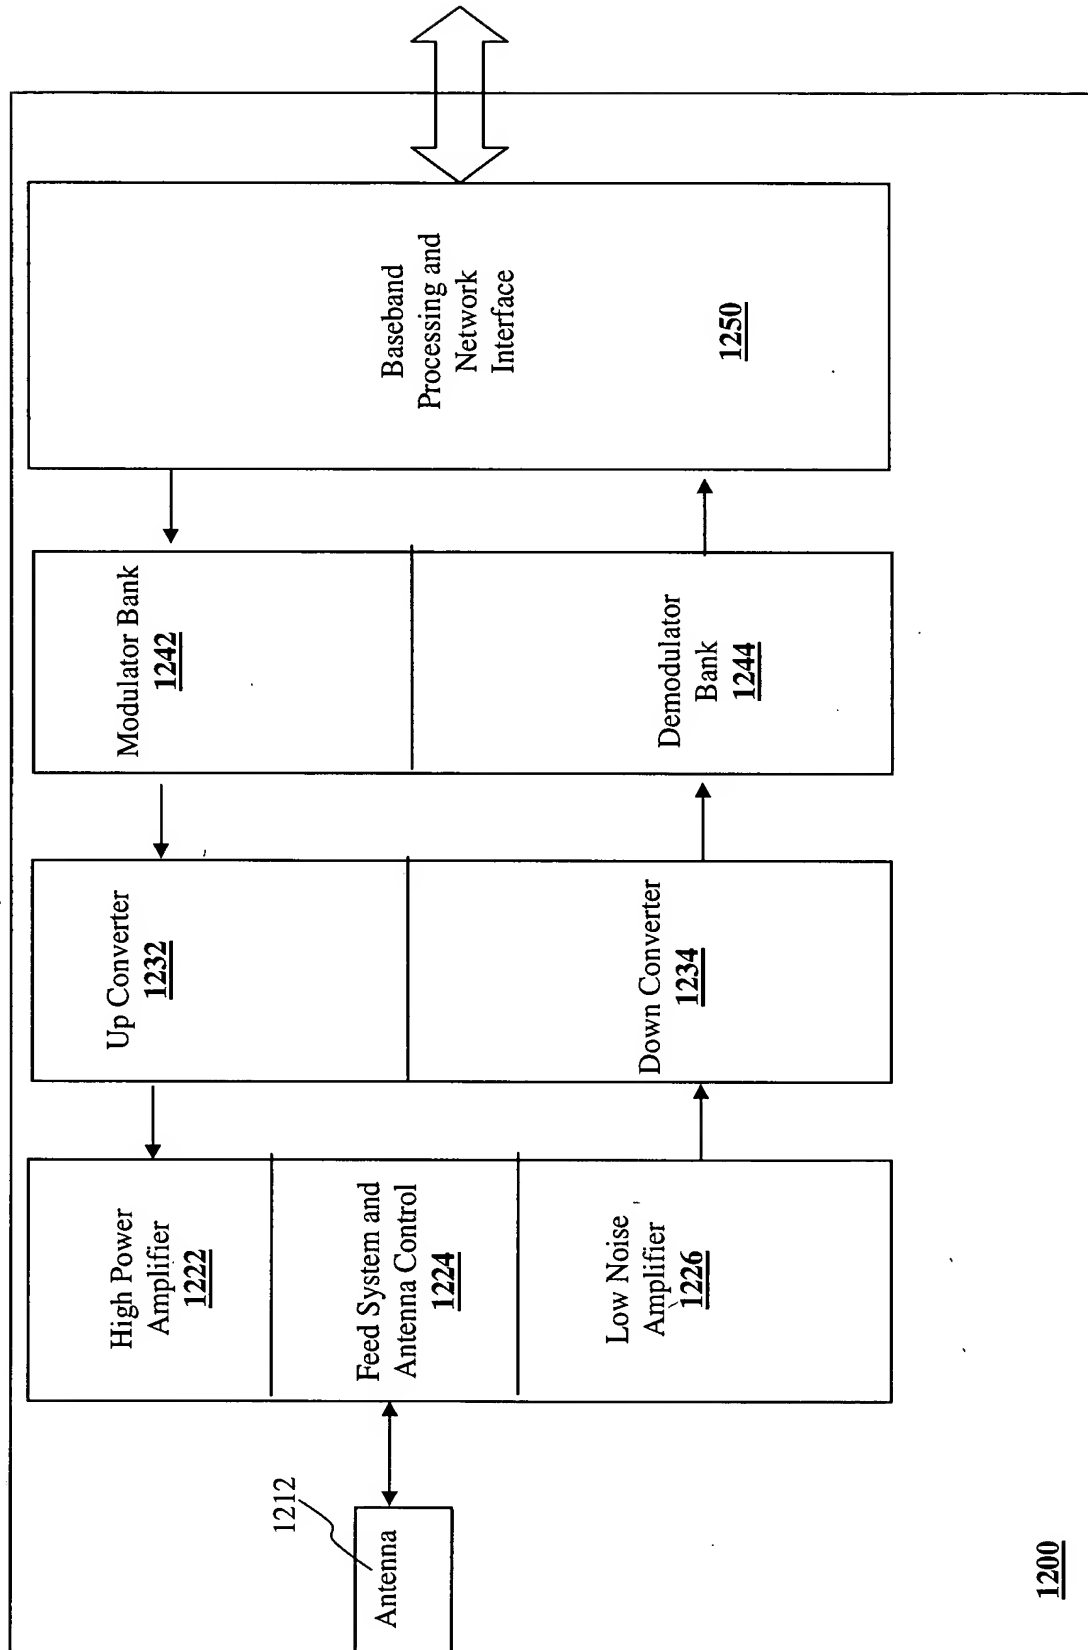 Antenna
1212
High Power
Amplifier
1222
Feed System and
Antenna Control
1224
Low Noise
Amplifier
1226
Up Converter
1232
Down Converter
1234
Modulator Bank
1242
Demodulator
Bank
1244
Baseband
Processing and
Network
Interface
1250
1200